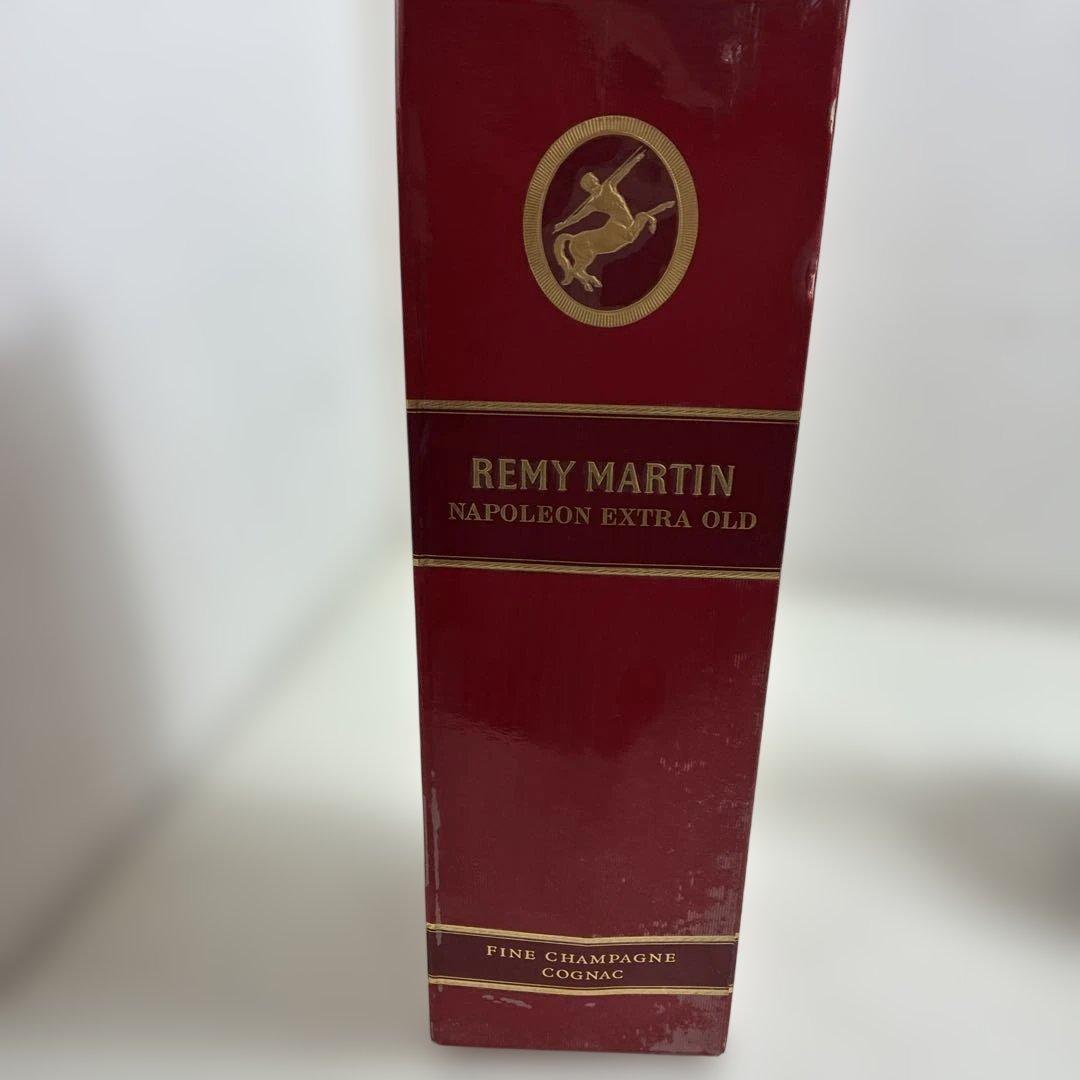 REMY MARTIN
NAPOLEON EXTRA OLD
FINE CHAMPAGNE
COGNAC